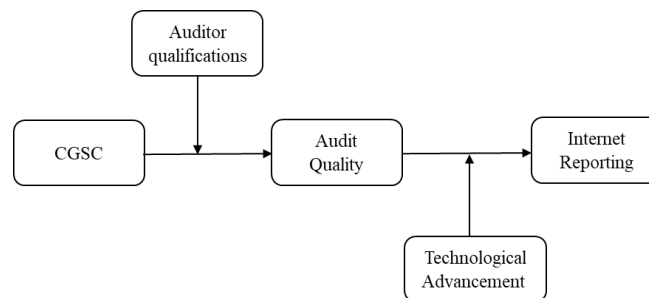 Auditor
qualifications
CGSC
Audit
Quality
Internet
Reporting
Technological
Advancement